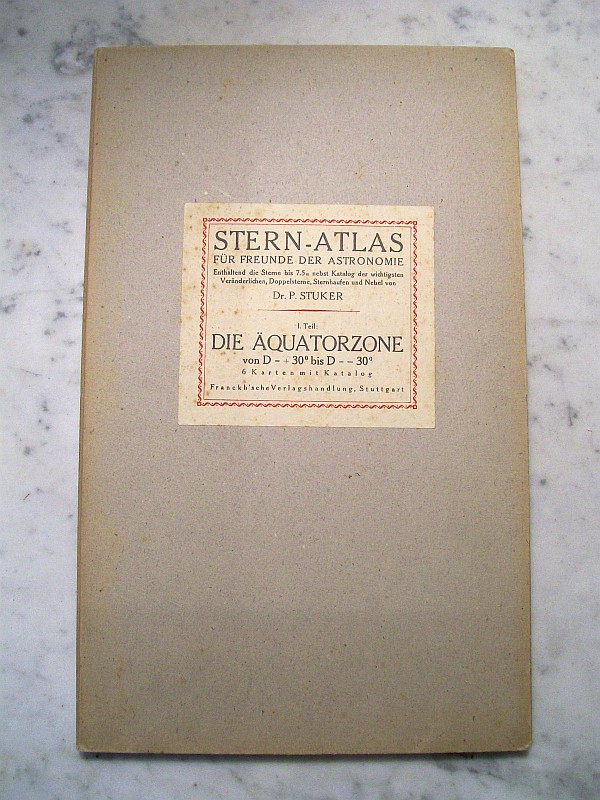 STERN-ATLAS
FÜR FREUNDE DER ASTRONOMIE
Enthaltend die Sterne bis 7.5m nebst Katalog der wichtigsten
Veränderlichen, Doppelsterne, Sternhaufen und Nebel von
Dr. P. STUKER
I. Teil:
DIE ÄQUATORZONE
von D = + 30° bis D = – 30°
6 Karten mit Katalog
Franckh'sche Verlagshandlung, Stuttgart